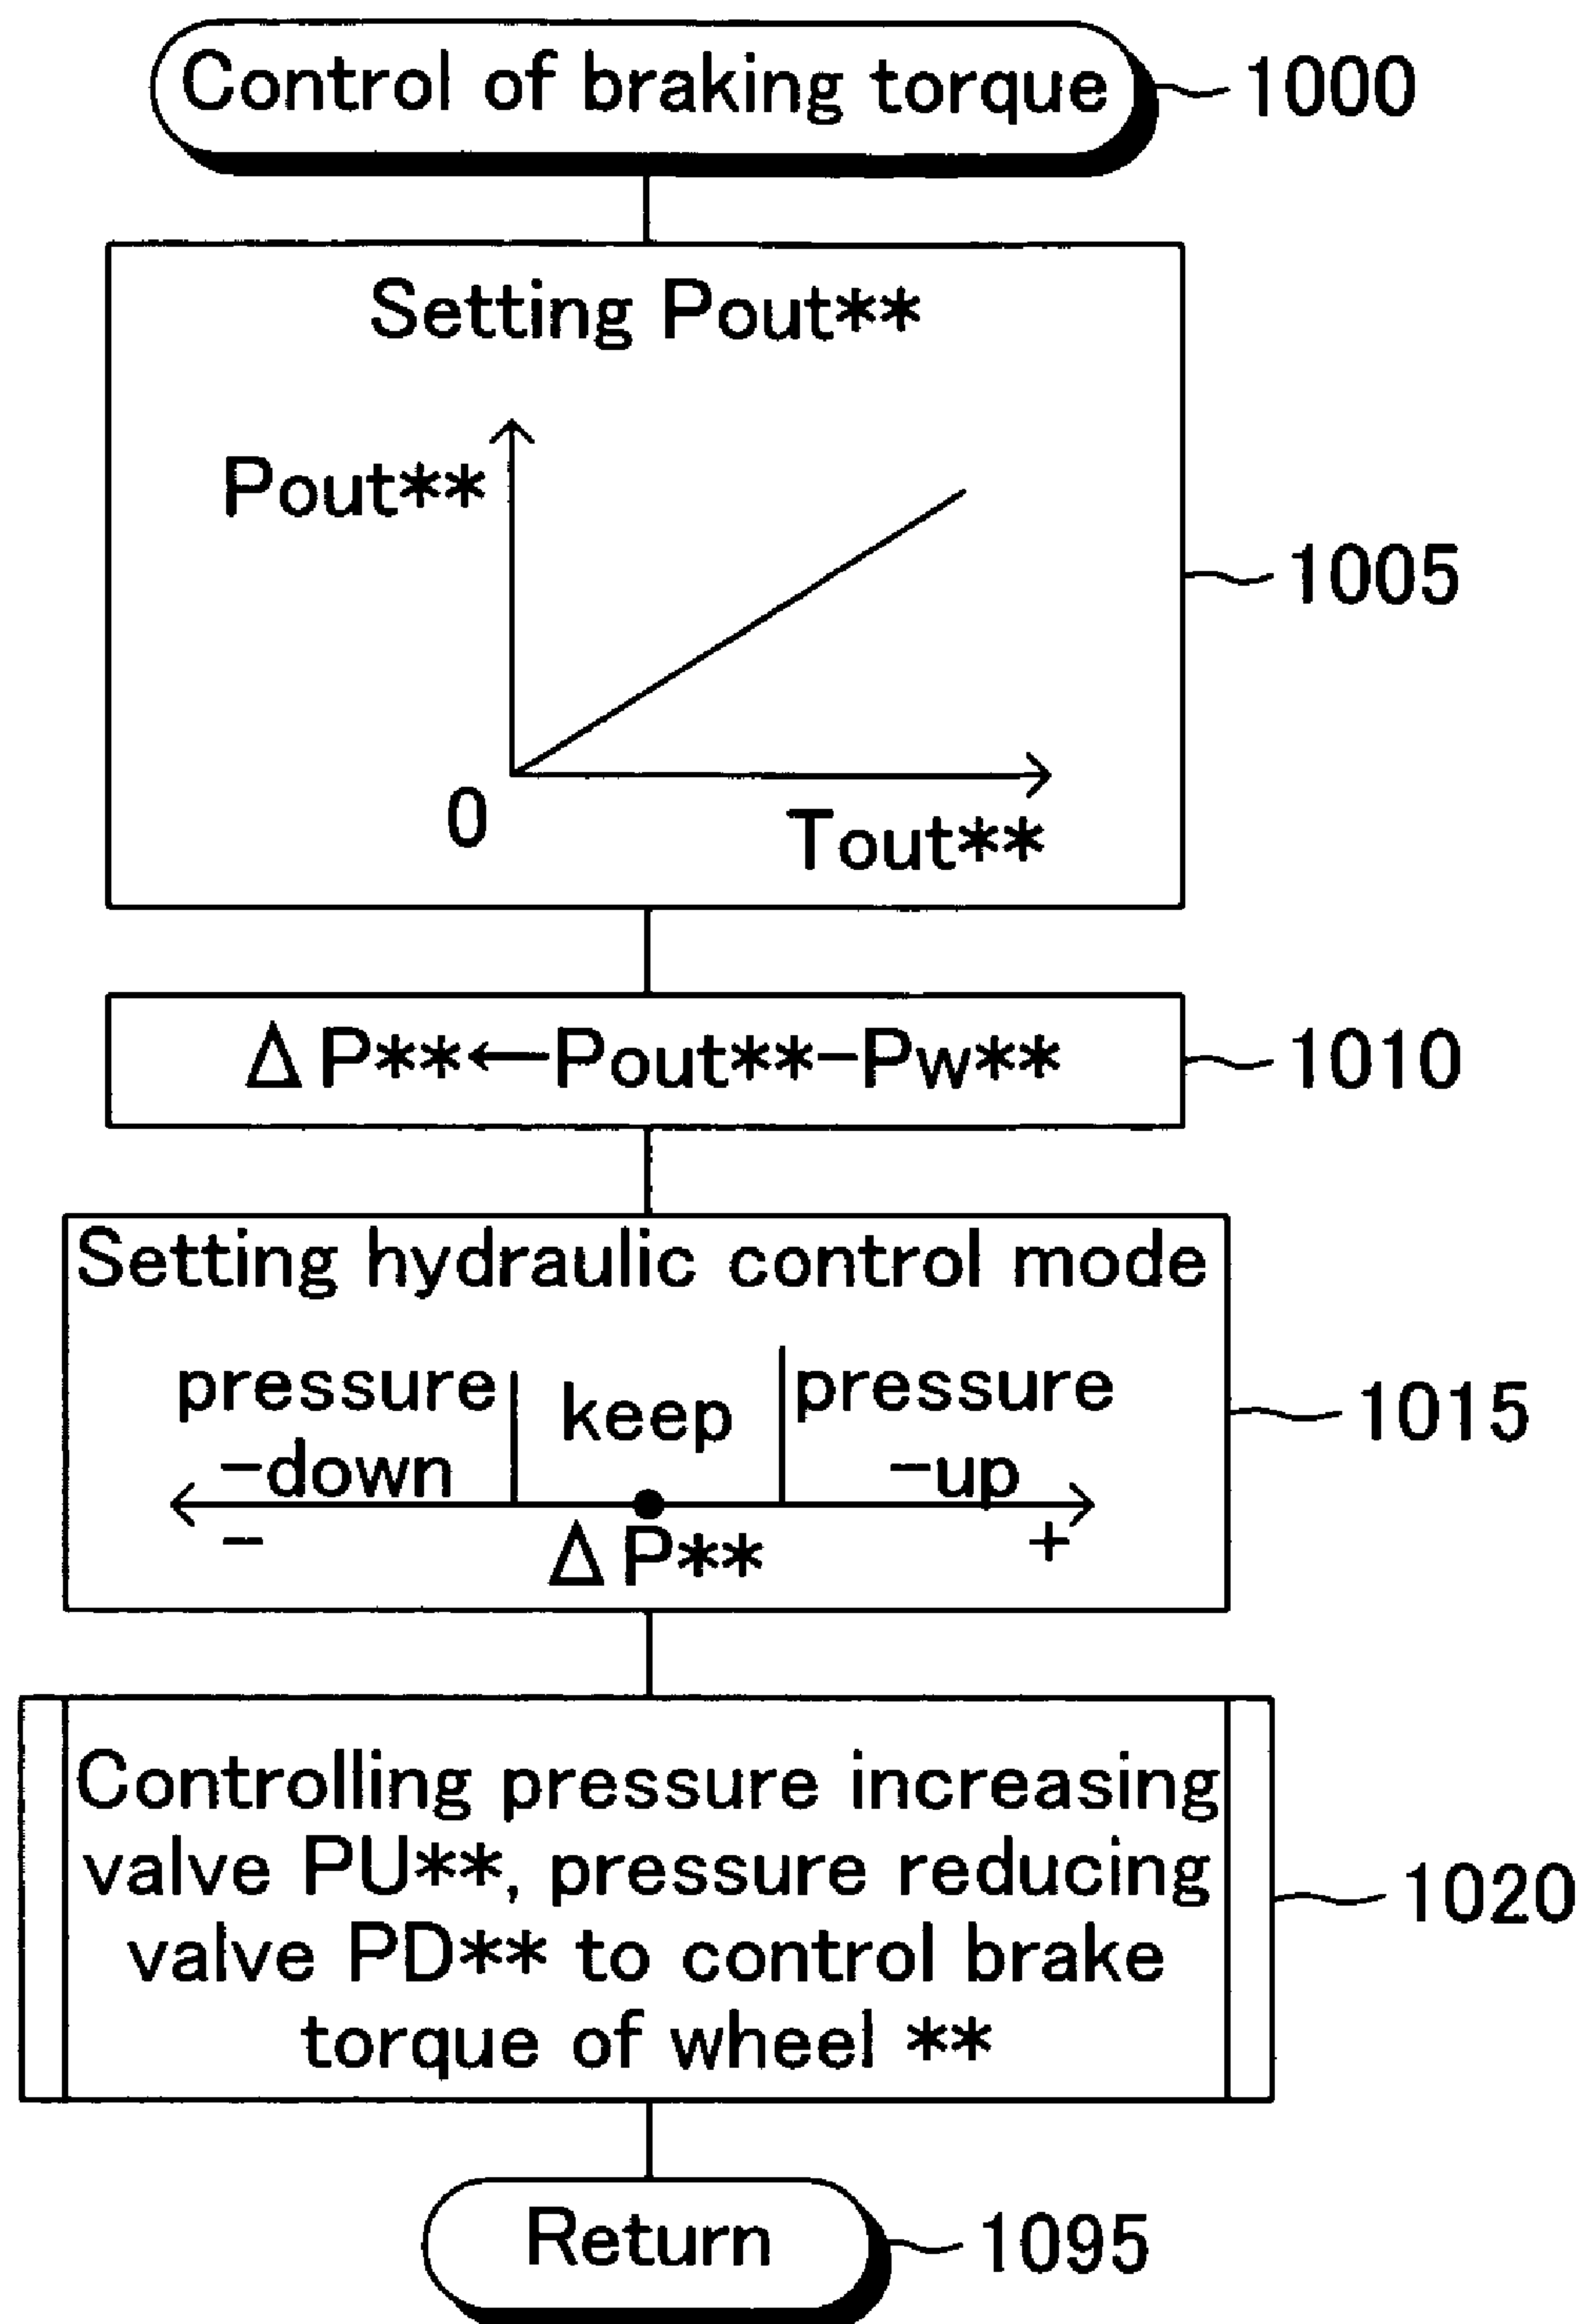 Control of braking torque
1000
Setting Pout**
Pout**
0
Tout**
1005
ΔP**←Pout**-Pw**
1010
Setting hydraulic control mode
pressure
-down
keep
pressure
-up
-
ΔP**
+
1015
Controlling pressure increasing
valve PU**, pressure reducing
valve PD** to control brake
torque of wheel **
1020
Return
1095